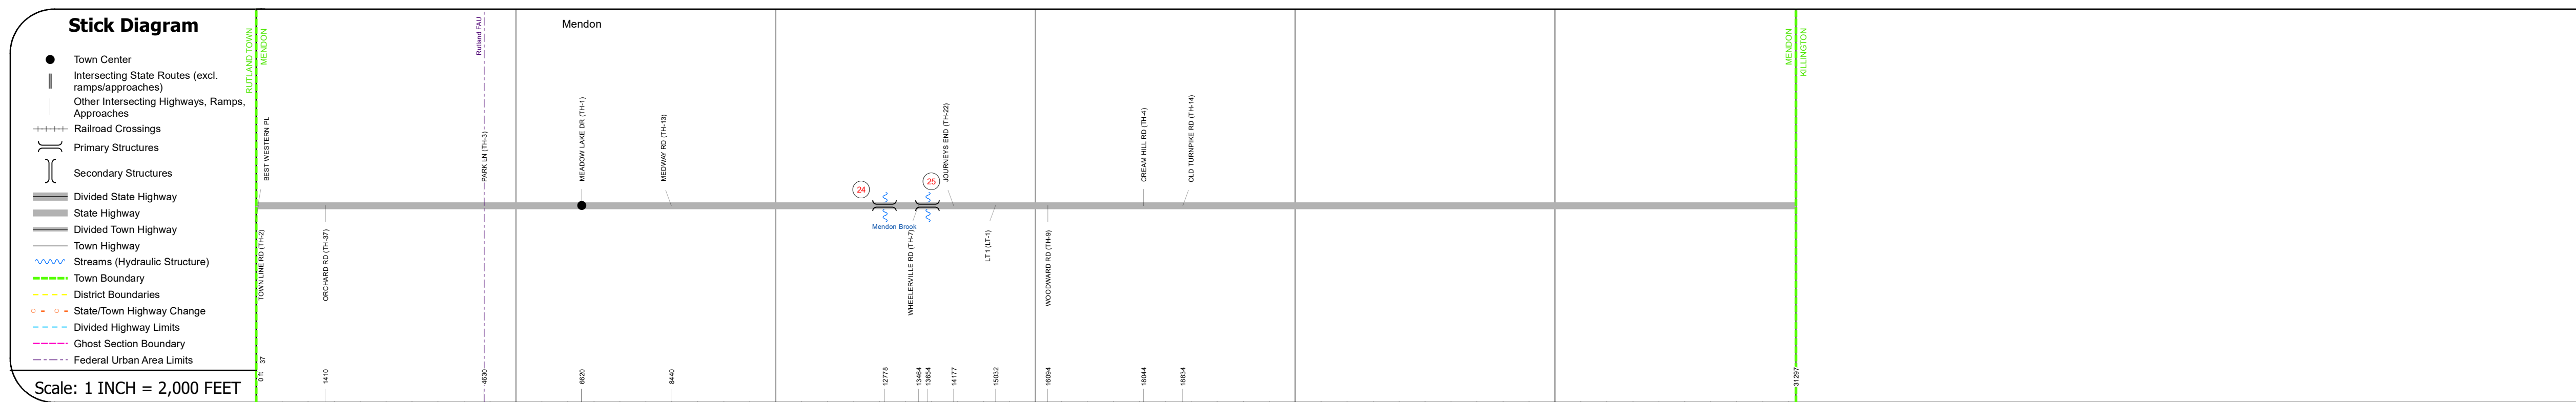 Stick Diagram
Town Center
Intersecting State Routes (excl.
ramps/approaches)
Other Intersecting Highways, Ramps,
Approaches
Railroad Crossings
Primary Structures
Secondary Structures
Divided State Highway
State Highway
Divided Town Highway
Town Highway
Streams (Hydraulic Structure)
Town Boundary
District Boundaries
State/Town Highway Change
Divided Highway Limits
Ghost Section Boundary
Federal Urban Area Limits
Scale: 1 INCH = 2,000 FEET
RUTLAND TOWN
MENDON
Rutland FAU
Mendon
MENDON
KILLINGTON
BEST WESTERN PL
PARK LN (TH-3)
MEADOW LAKE DR (TH-1)
MEDWAY RD (TH-13)
24
25
JOURNEYS END (TH-22)
CREAM HILL RD (TH-4)
OLD TURNPIKE RD (TH-14)
Mendon Brook
TOWN LINE RD (TH-2)
ORCHARD RD (TH-37)
WHEELERVILLE RD (TH-7)
LT 1 (LT-1)
WOODWARD RD (TH-9)
0 ft
37
1410
4630
6620
8440
12778
13464
13654
14177
15032
16094
18044
18834
31297